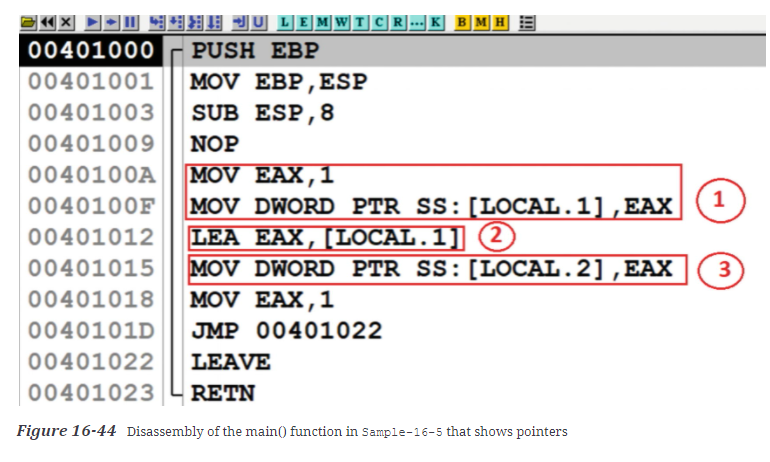 L E M W T C R ... K B M H
00401000 PUSH EBP
00401001 MOV EBP,ESP
00401003 SUB ESP,8
00401009 NOP
0040100A MOV EAX,1
0040100F MOV DWORD PTR SS:[LOCAL.1],EAX 1
00401012 LEA EAX,[LOCAL.1] 2
00401015 MOV DWORD PTR SS:[LOCAL.2],EAX 3
00401018 MOV EAX,1
0040101D JMP 00401022
00401022 LEAVE
00401023 RETN
Figure 16-44 Disassembly of the main() function in Sample-16-5 that shows pointers